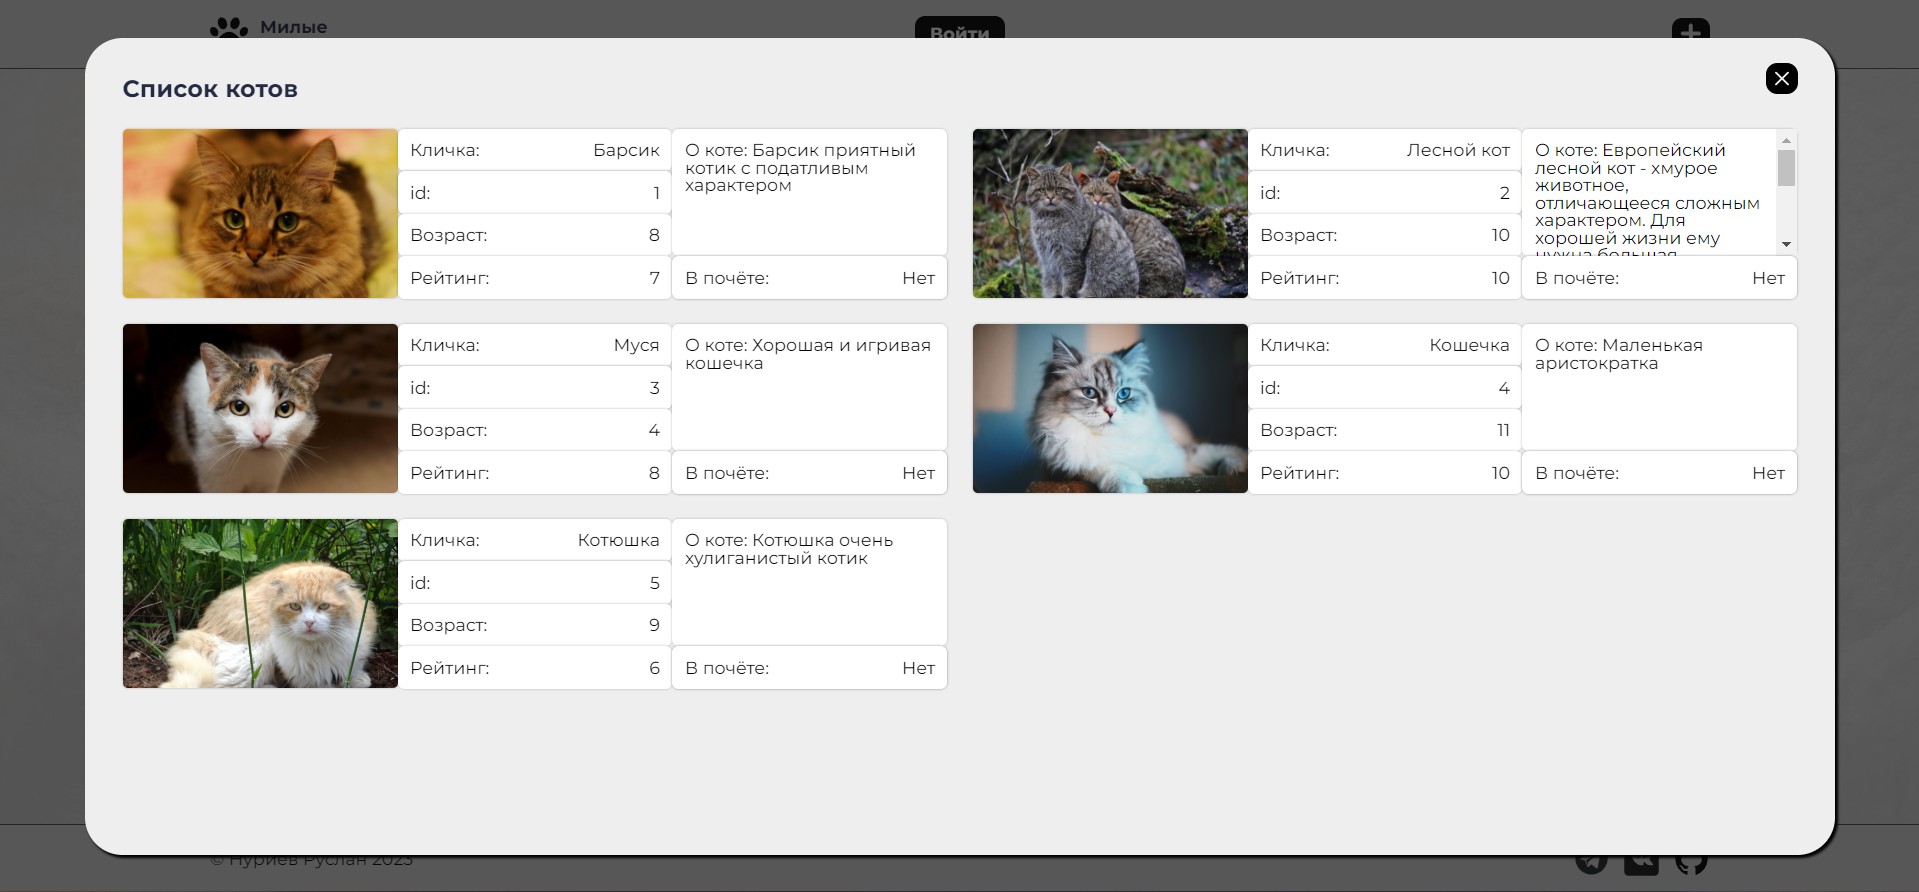 Милые
Войти
Список котов
Кличка: Барсик
id: 1
Возраст: 8
Рейтинг: 7
О коте: Барсик приятный
котик с податливым
характером
В почёте: Нет
Кличка: Лесной кот
id: 2
Возраст: 10
Рейтинг: 10
О коте: Европейский
лесной кот - хмурое
животное,
отличающееся сложным
характером. Для
хорошей жизни ему
нужна большая
В почёте: Нет
Кличка: Муся
id: 3
Возраст: 4
Рейтинг: 8
О коте: Хорошая и игривая
кошечка
В почёте: Нет
Кличка: Кошечка
id: 4
Возраст: 11
Рейтинг: 10
О коте: Маленькая
аристократка
В почёте: Нет
Кличка: Котюшка
id: 5
Возраст: 9
Рейтинг: 6
О коте: Котюшка очень
хулиганистый котик
В почёте: Нет
© Нуриев Руслан 2023